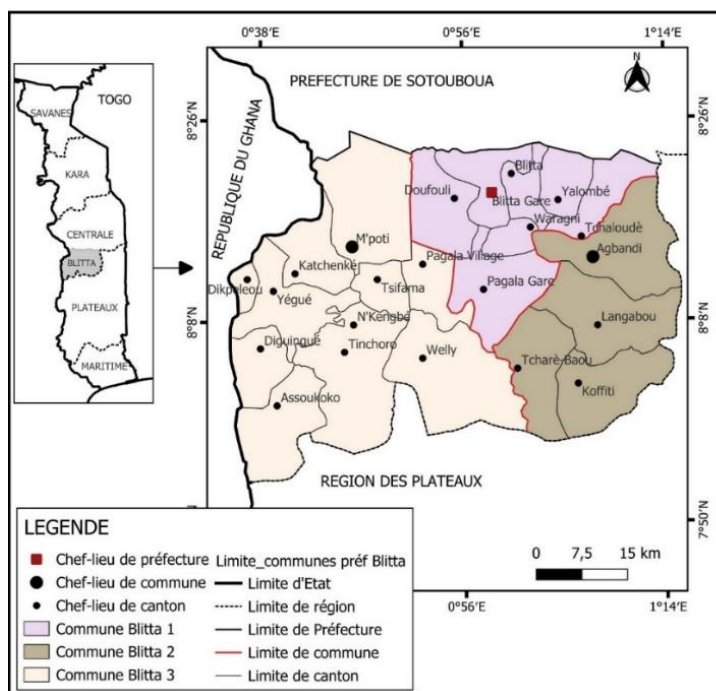 0°38'E
0°56'E
1°14'E
TOGO
SAVANES
KARA
CENTRALE
BLITTA
PLATEAUX
MARITIME
N
PREFECTURE DE SOTOUBOUA
REPUBLIQUE DU GHANA
8°26'N
8°26'N
Blitta
Doufouli
Blitta Gare
Yalombé
Waragni
Tchaloudè
M'poti
Agbandi
Pagala Village
Katchenké
Dikpeleou
Tsifama
Yégué
Pagala Gare
8°8'N
8°8'N
N'Kengbé
Langabou
Diguingué
Tinchoro
Welly
Tcharè-Baou
Koffiti
Assoukoko
REGION DES PLATEAUX
7°50'N
LEGENDE
Chef-lieu de préfecture
Chef-lieu de commune
Chef-lieu de canton
Commune Blitta 1
Commune Blitta 2
Commune Blitta 3
Limite_communes préf Blitta
Limite d'Etat
Limite de région
Limite de Préfecture
Limite de commune
Limite de canton
0 7,5 15 km
0°56'E
1°14'E